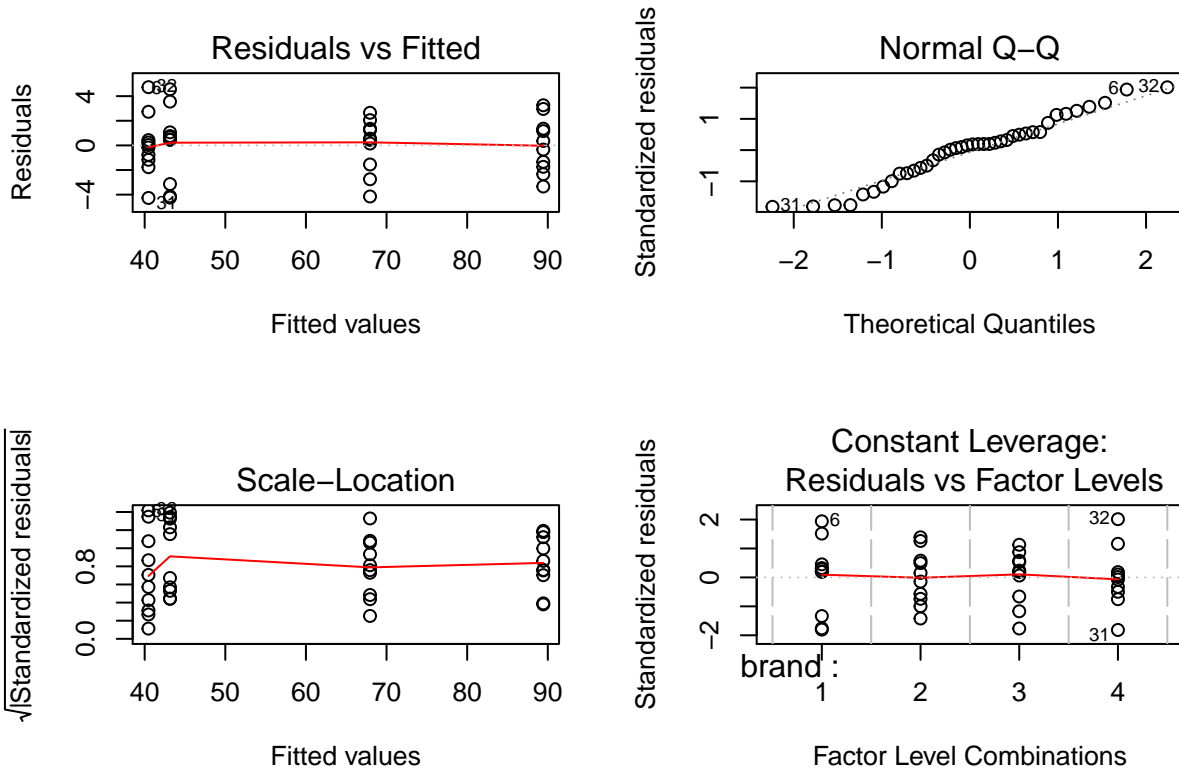 Residuals vs Fitted
Residuals
4
0
−4
31
40 50 60 70 80 90
Fitted values
Normal Q−Q
Standardized residuals
1
−1
6 32
31
−2 −1 0 1 2
Theoretical Quantiles
Scale−Location
√|Standardized residuals|
0.8
0.0
40 50 60 70 80 90
Fitted values
Constant Leverage:
Residuals vs Factor Levels
Standardized residuals
2
0
−2
6
32
31
brand :
1 2 3 4
Factor Level Combinations